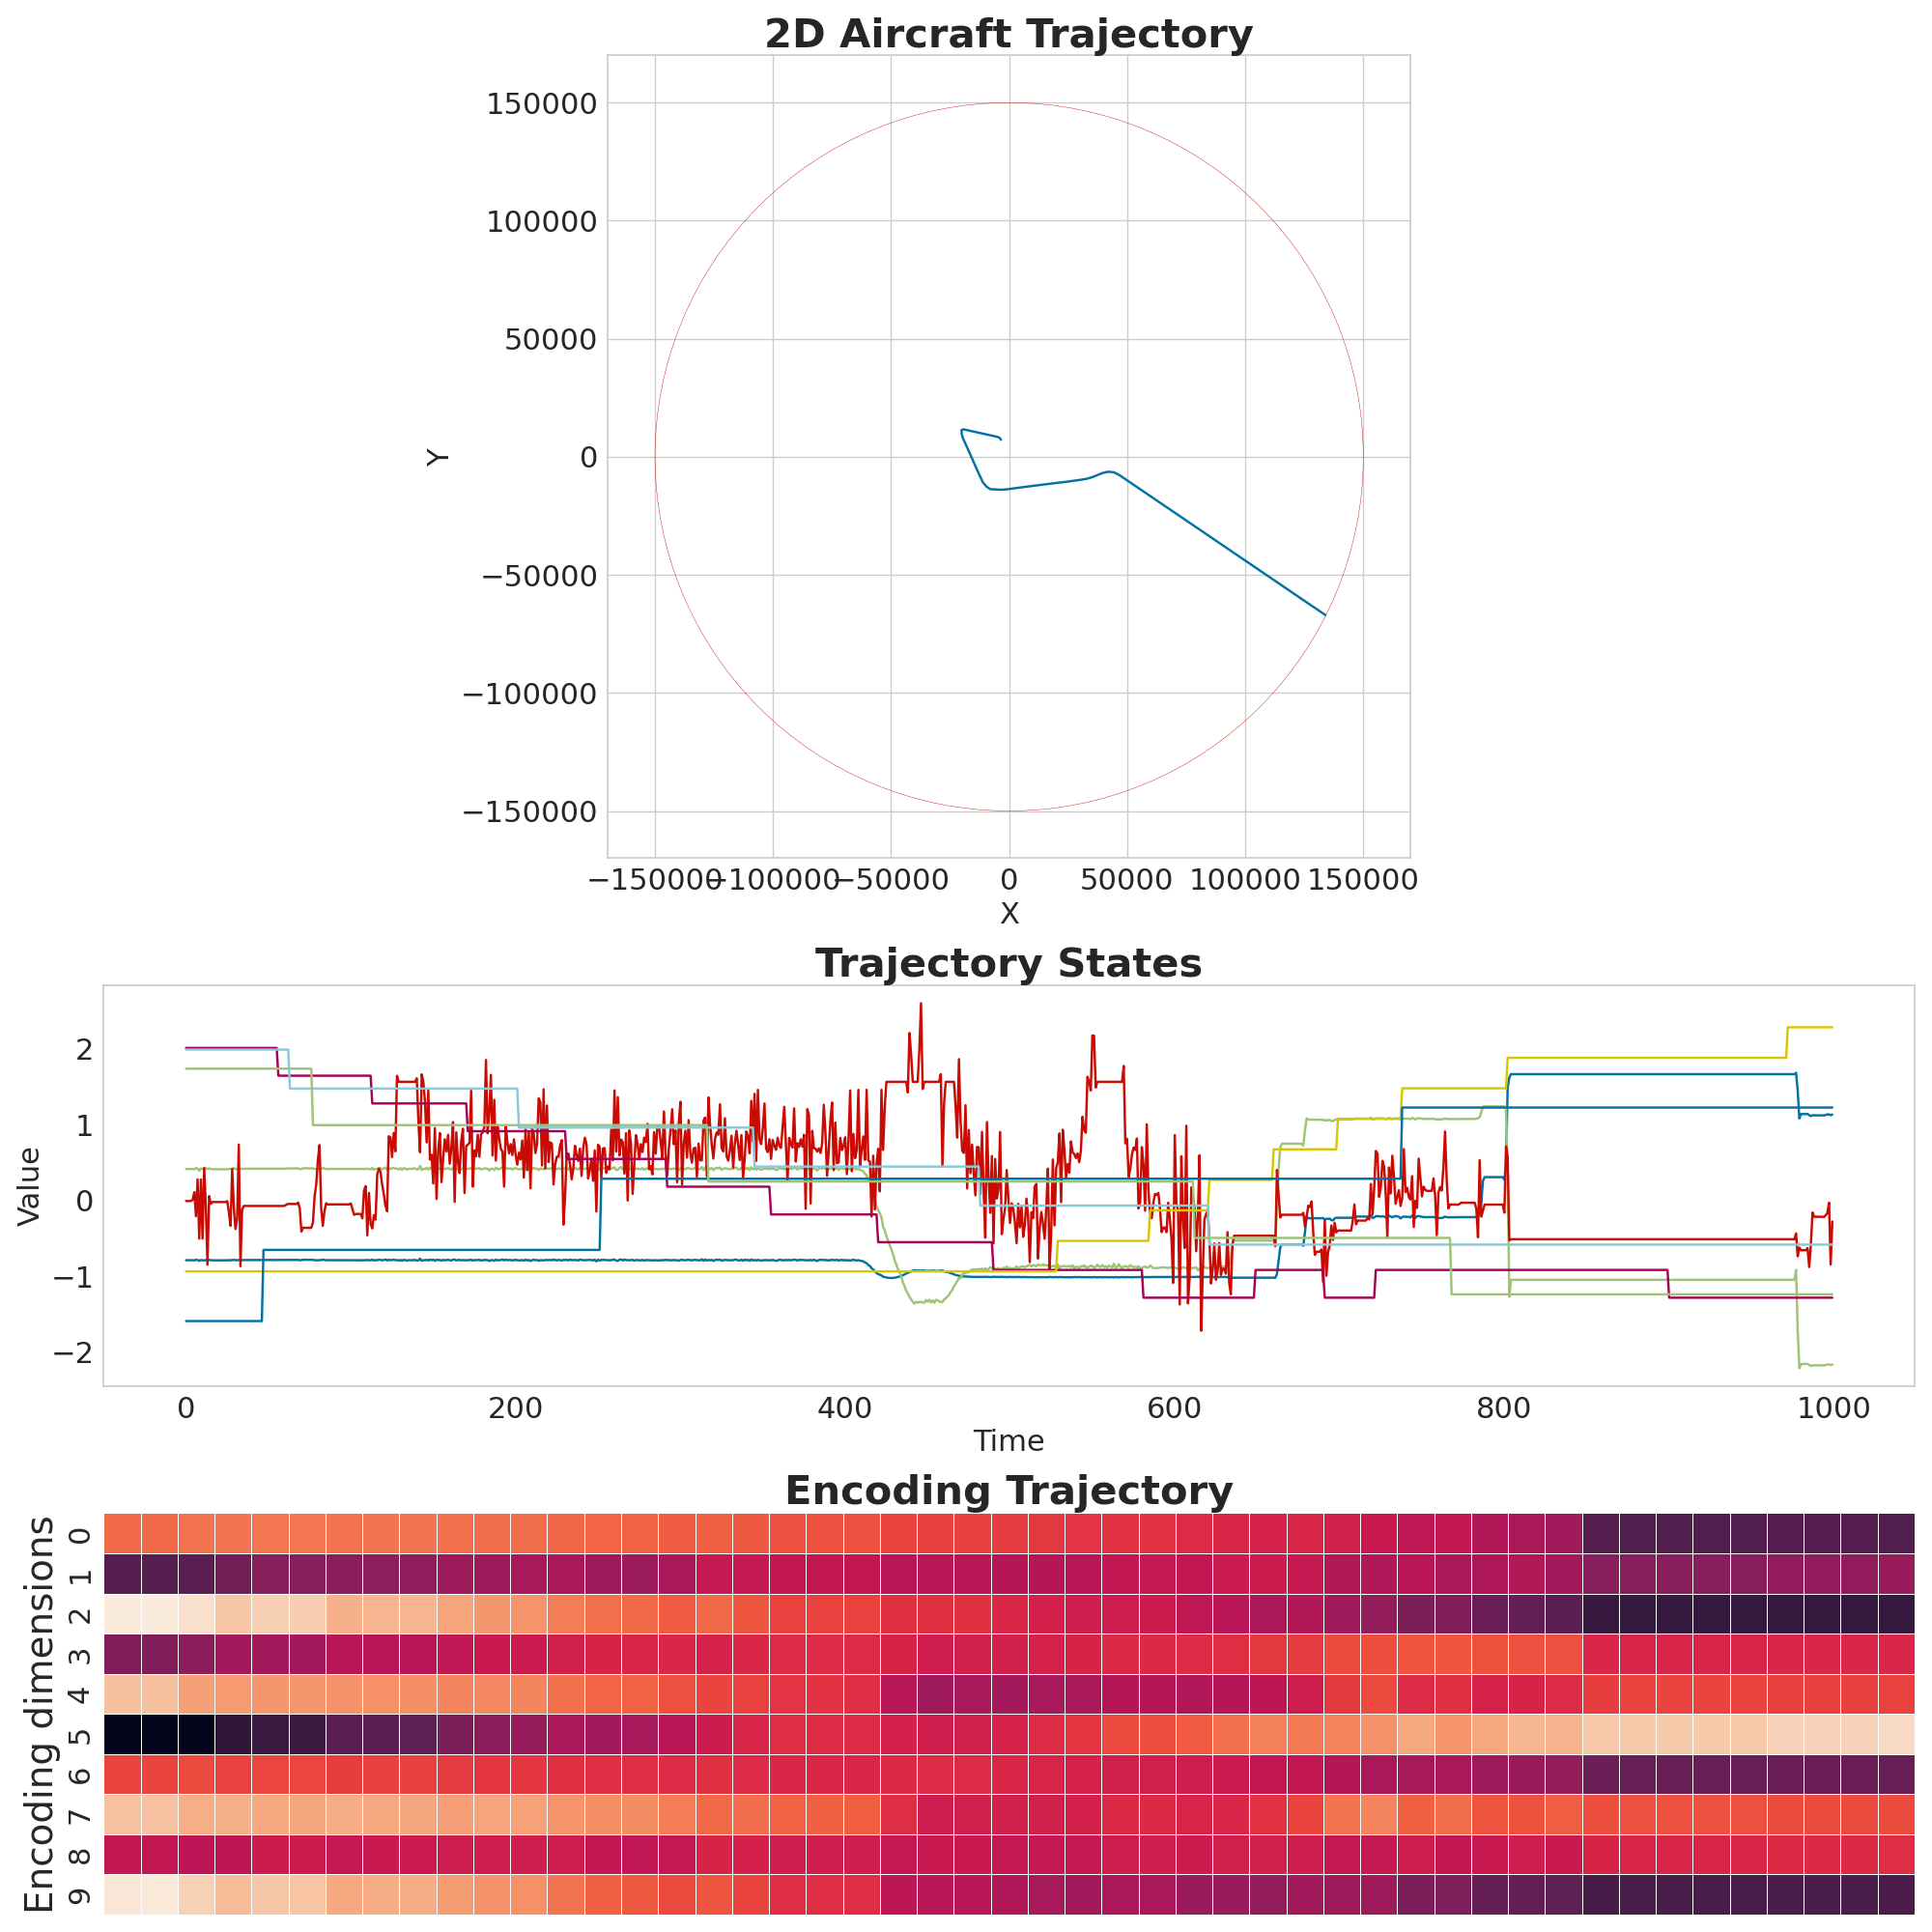 2D Aircraft Trajectory
150000
100000
50000
0
−50000
−100000
−150000
Y
−150000 −100000 −50000 0 50000 100000 150000
X
Trajectory States
2
1
0
−1
−2
Value
0 200 400 600 800 1000
Time
Encoding Trajectory
Encoding dimensions
0
1
2
3
4
5
6
7
8
9